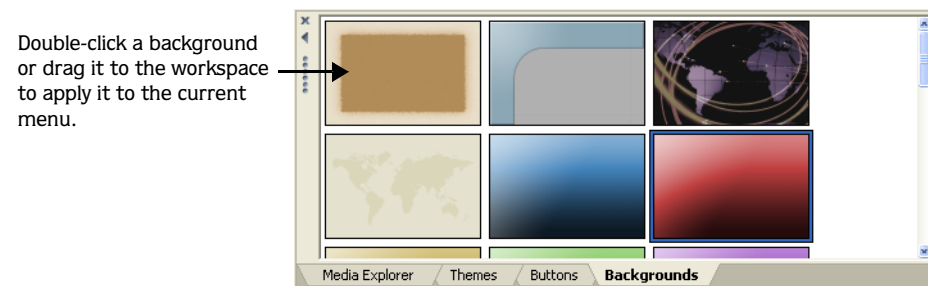 Double-click a background
or drag it to the workspace
to apply it to the current
menu.
Media Explorer Themes Buttons Backgrounds